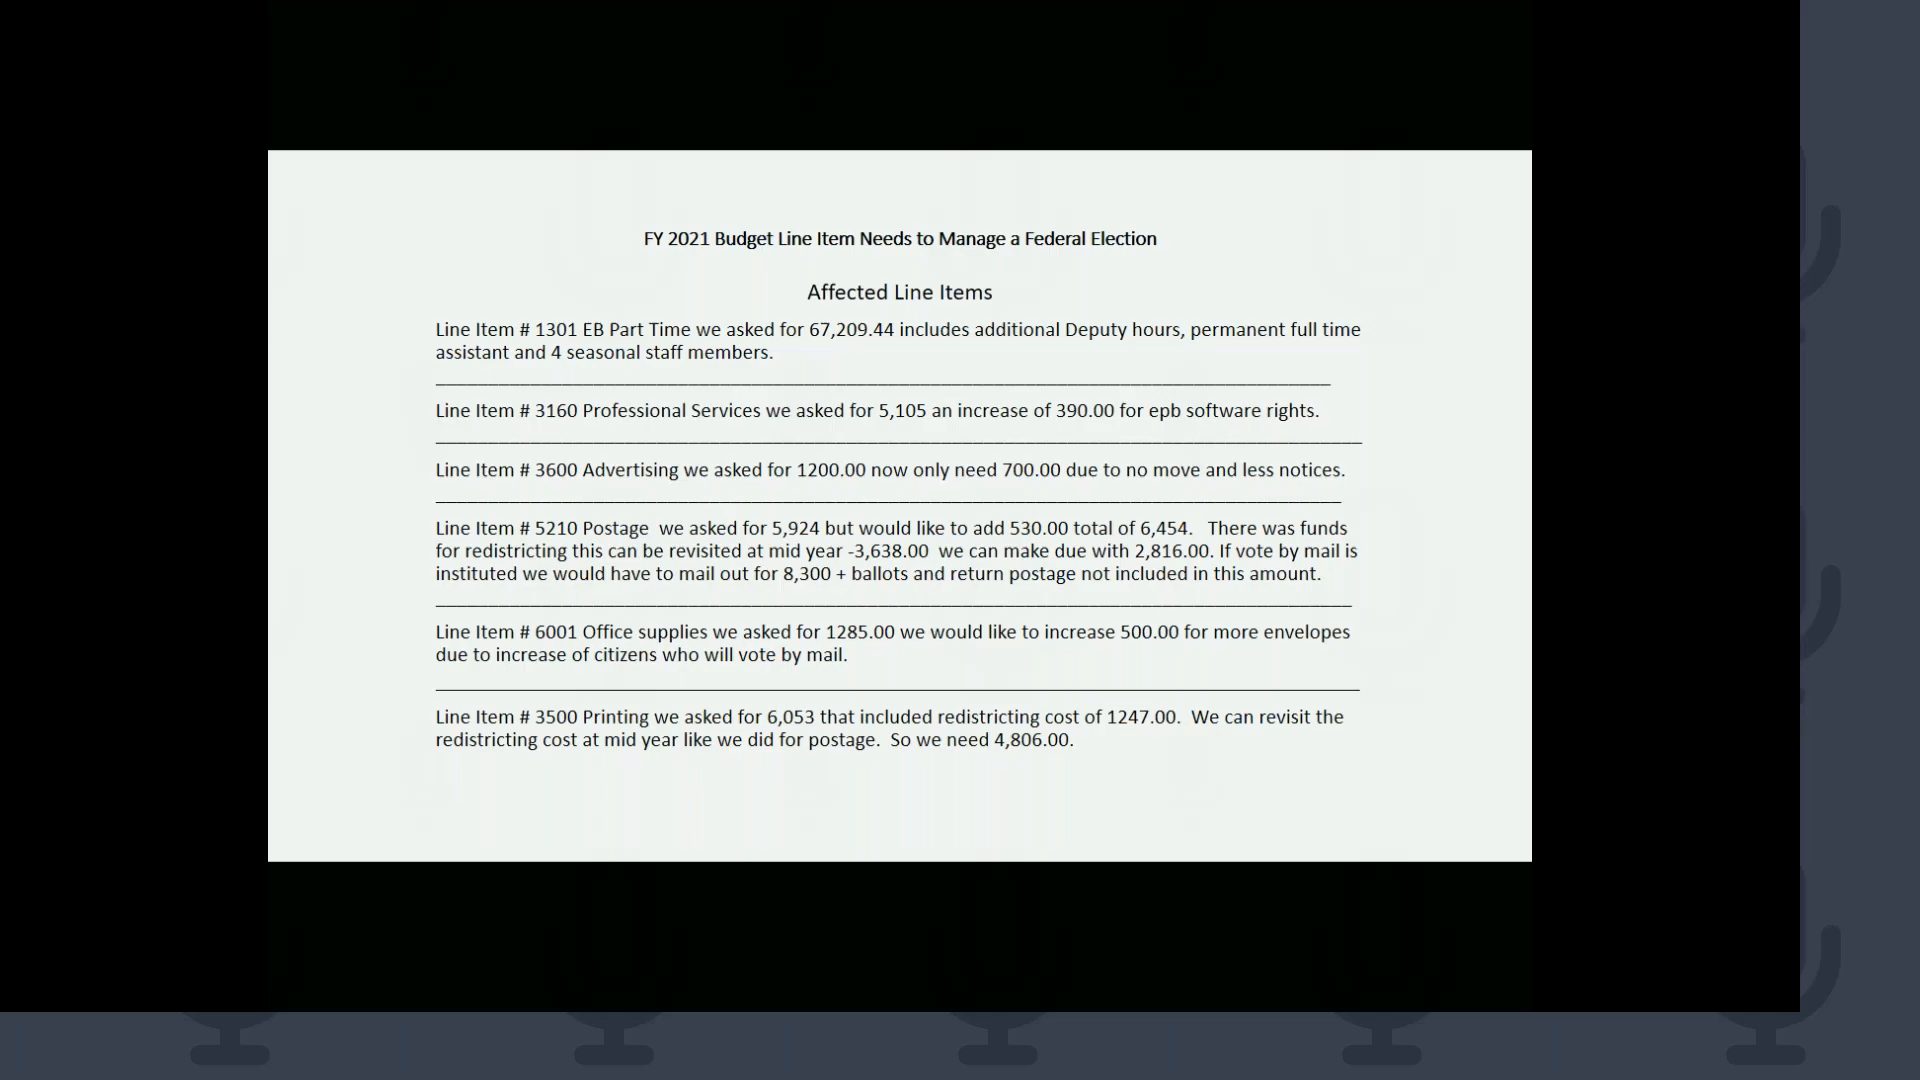 FY 2021 Budget Line Item Needs to Manage a Federal Election
Affected Line Items
Line Item # 1301 EB Part Time we asked for 67,209.44 includes additional Deputy hours, permanent full time
assistant and 4 seasonal staff members.
Line Item # 3160 Professional Services we asked for 5,105 an increase of 390.00 for epb software rights.
Line Item # 3600 Advertising we asked for 1200.00 now only need 700.00 due to no move and less notices.
Line Item # 5210 Postage  we asked for 5,924 but would like to add 530.00 total of 6,454.   There was funds
for redistricting this can be revisited at mid year -3,638.00  we can make due with 2,816.00. If vote by mail is
instituted we would have to mail out for 8,300 + ballots and return postage not included in this amount.
Line Item # 6001 Office supplies we asked for 1285.00 we would like to increase 500.00 for more envelopes
due to increase of citizens who will vote by mail.
Line Item # 3500 Printing we asked for 6,053 that included redistricting cost of 1247.00.  We can revisit the
redistricting cost at mid year like we did for postage.  So we need 4,806.00.